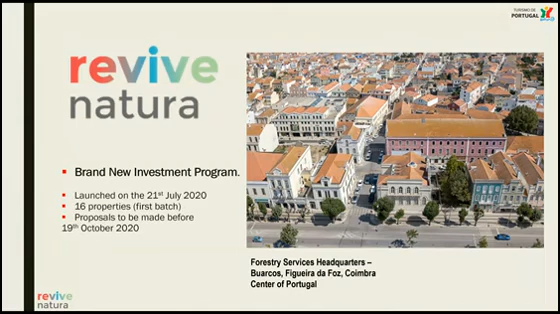 TURISMO DE
PORTUGAL
revive
natura
Brand New Investment Program.
Launched on the 21st July 2020
16 properties (first batch)
Proposals to be made before
19th October 2020
Forestry Services Headquarters –
Buarcos, Figueira da Foz, Coimbra
Center of Portugal
revive
natura